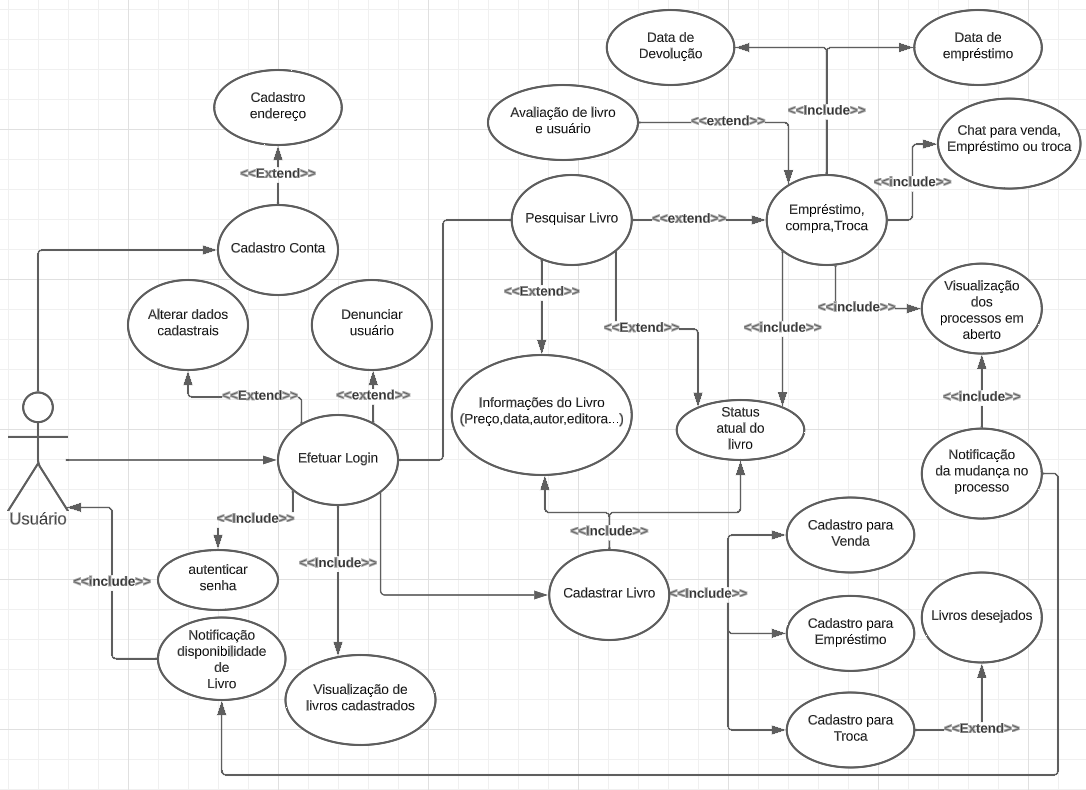 Data de
Devolução
Data de
empréstimo
Cadastro
endereço
Avaliação de livro
e usuário
<<extend>>
<<Include>>
Chat para venda,
Empréstimo ou troca
<<Extend>>
<<include>>
Pesquisar Livro
<<extend>>
Empréstimo,
compra,Troca
Cadastro Conta
<<Extend>>
Visualização
dos
processos em
aberto
<<include>>
Alterar dados
cadastrais
Denunciar
usuário
<<Extend>>
<<include>>
<<Extend>>
<<extend>>
<<include>>
Informações do Livro
(Preço,data,autor,editora...)
Status
atual do
livro
Efetuar Login
Notificação
da mudança no
processo
Usuário
<<Include>>
<<Include>>
Cadastro para
Venda
<<Include>>
autenticar
senha
<<include>>
Cadastrar Livro
<<Include>>
Livros desejados
Cadastro para
Empréstimo
Notificação
disponibilidade
de
Livro
Visualização de
livros cadastrados
Cadastro para
Troca
<<Extend>>